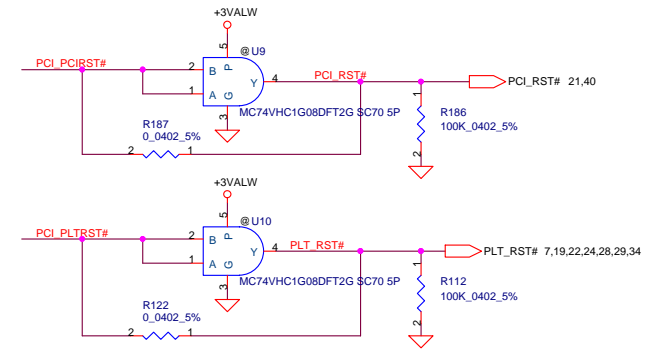 +3VALW
5
@ U9
PCI_PCIRST#
2
B
P
4
PCI_RST#
PCI_RST# 21,40
Y
1
A
G
1
3
MC74VHC1G08DFT2G SC70 5P
R186
100K_0402_5%
R187
0_0402_5%
2
1
2
+3VALW
5
@ U10
PCI_PLTRST#
2
B
P
4
PLT_RST#
PLT_RST# 7,19,22,24,28,29,34
Y
1
A
G
1
3
MC74VHC1G08DFT2G SC70 5P
R112
100K_0402_5%
R122
0_0402_5%
2
1
2